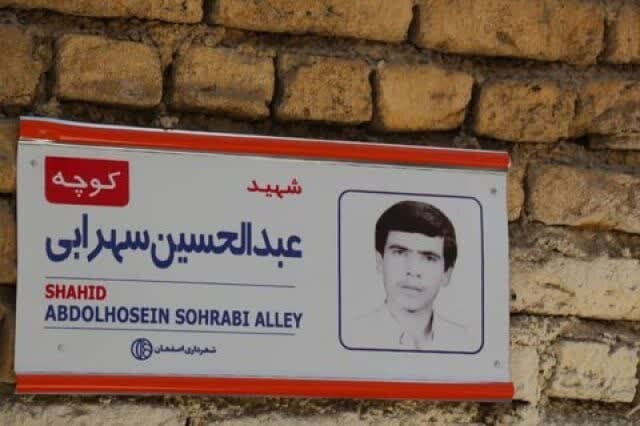 کوچه
شهید
عبدالحسین سهرابی
SHAHID
ABDOLHOSEIN SOHRABI ALLEY
شهرداری اصفهان